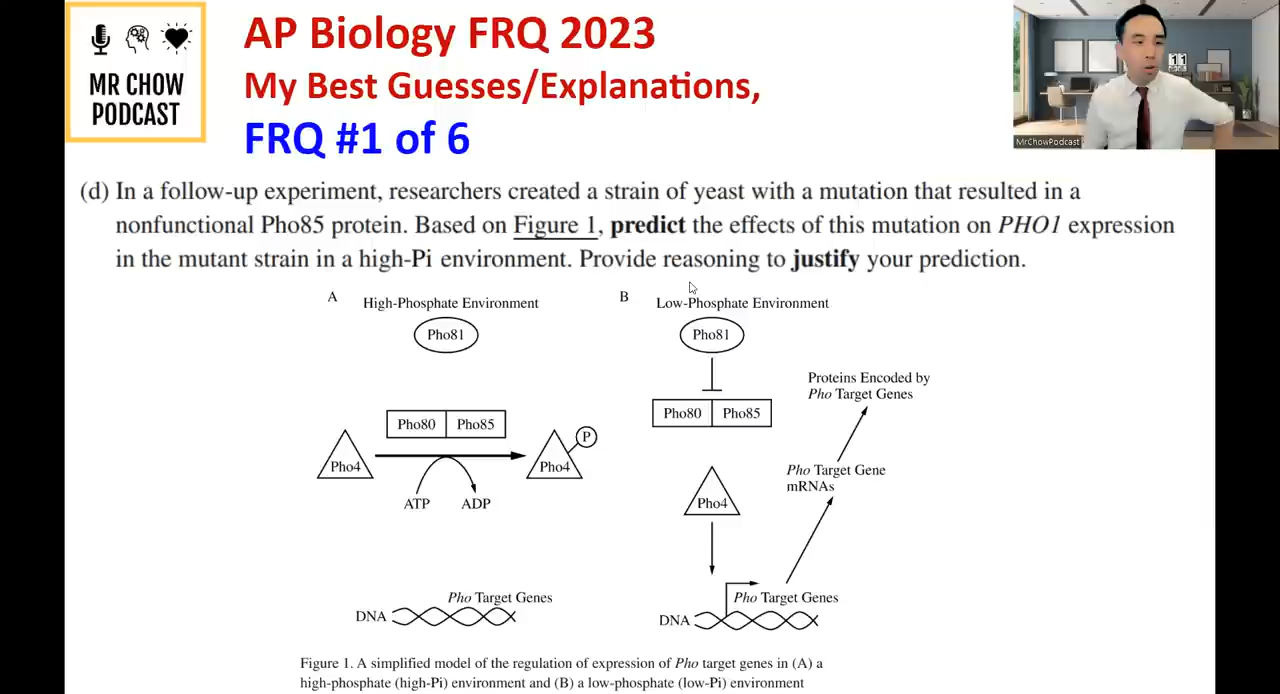 MR CHOW
PODCAST
AP Biology FRQ 2023
My Best Guesses/Explanations,
FRQ #1 of 6
11
MrChowPodcast
(d) In a follow-up experiment, researchers created a strain of yeast with a mutation that resulted in a
nonfunctional Pho85 protein. Based on Figure 1, predict the effects of this mutation on PHO1 expression
in the mutant strain in a high-Pi environment. Provide reasoning to justify your prediction.
A High-Phosphate Environment
Pho81
Pho80 Pho85
Pho4
Pho4 P
ATP ADP
Pho Target Genes
DNA
B Low-Phosphate Environment
Pho81
Pho80 Pho85
Pho4
Proteins Encoded by
Pho Target Genes
Pho Target Gene
mRNAs
Pho Target Genes
DNA
Figure 1. A simplified model of the regulation of expression of Pho target genes in (A) a
high-phosphate (high-Pi) environment and (B) a low-phosphate (low-Pi) environment